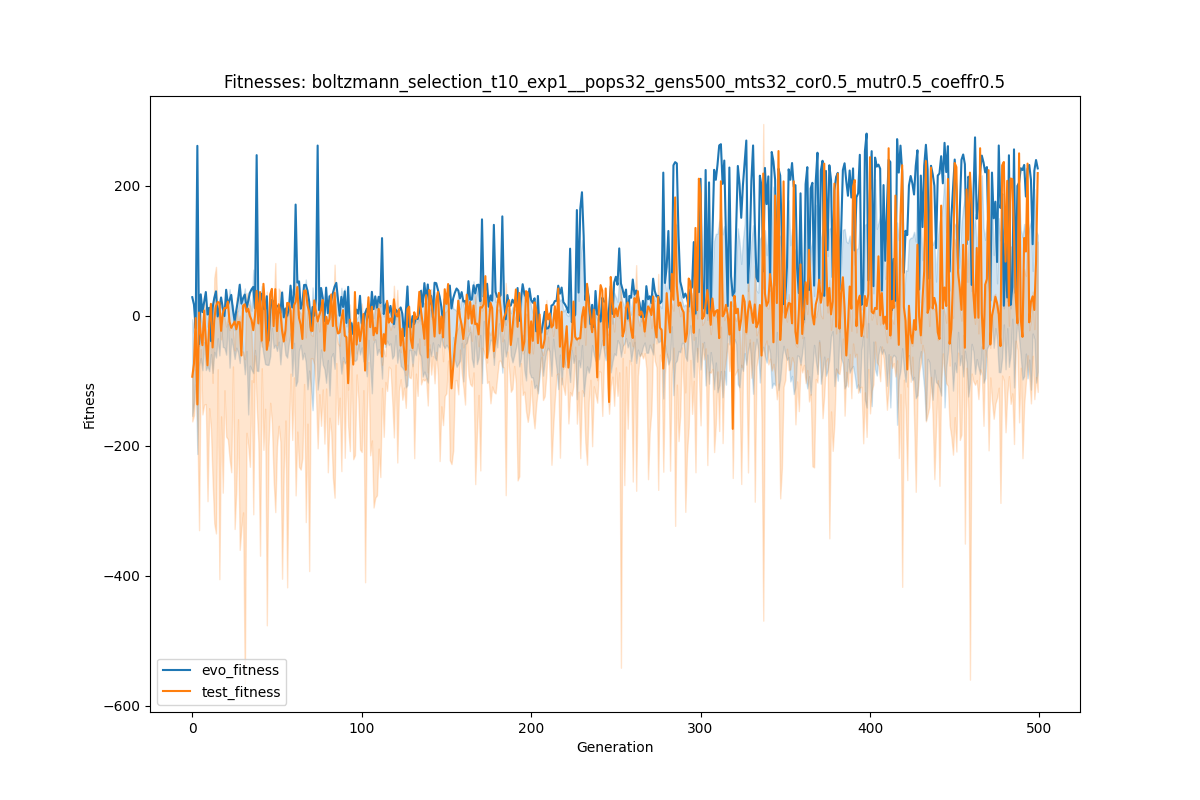 Fitnesses: boltzmann_selection_t10_exp1__pops32_gens500_mts32_cor0.5_mutr0.5_coeffr0.5
Fitness
200
0
−200
−400
−600
evo_fitness
test_fitness
0 100 200 300 400 500
Generation